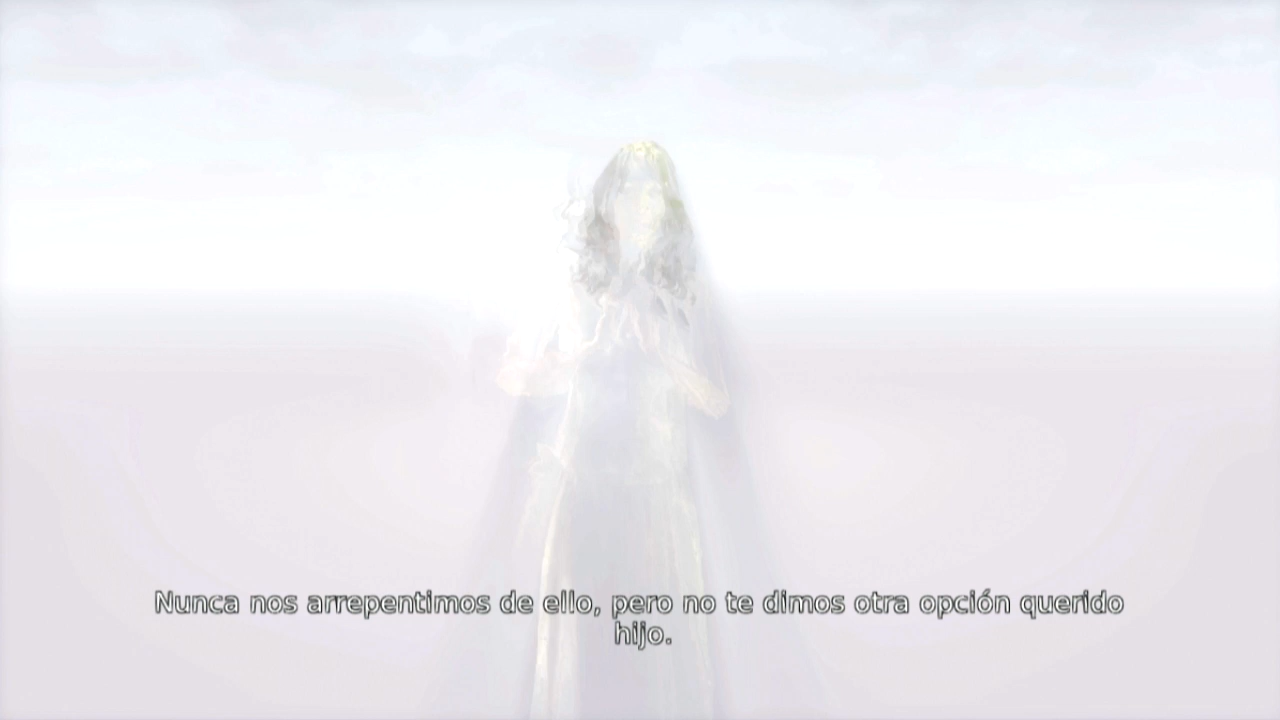 Nunca nos arrepentimos de ello, pero no te dimos otra opción querido
hijo.